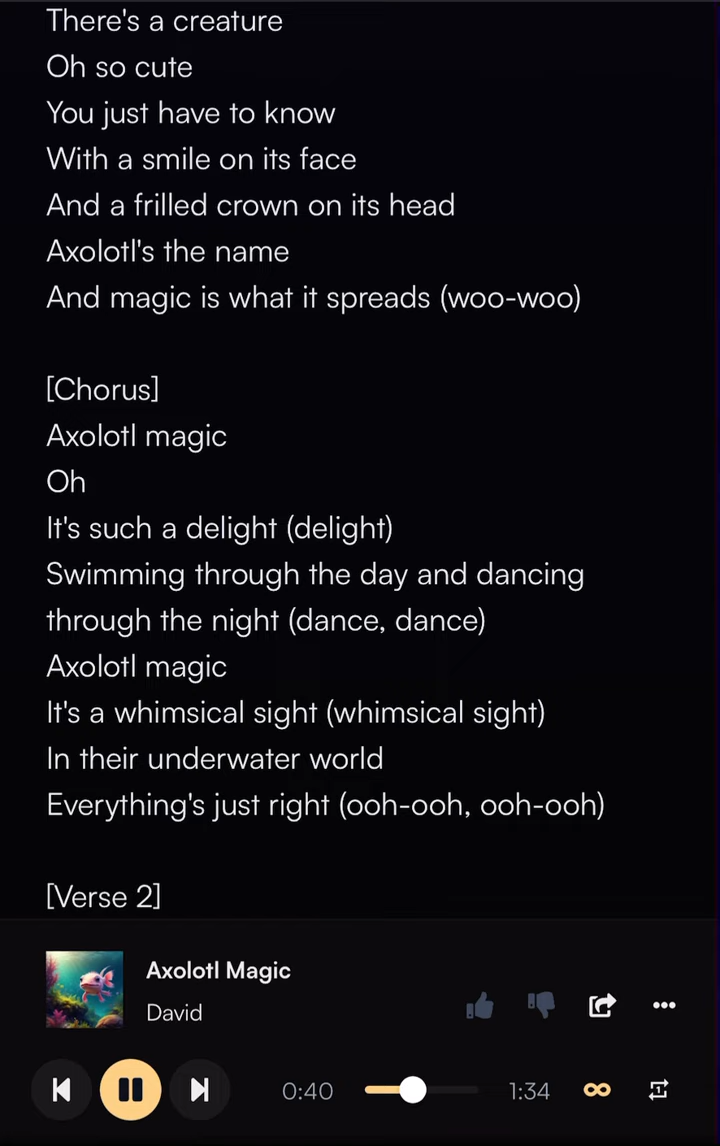 There's a creature
Oh so cute
You just have to know
With a smile on its face
And a frilled crown on its head
Axolotl's the name
And magic is what it spreads (woo-woo)
[Chorus]
Axolotl magic
Oh
It's such a delight (delight)
Swimming through the day and dancing
through the night (dance, dance)
Axolotl magic
It's a whimsical sight (whimsical sight)
In their underwater world
Everything's just right (ooh-ooh, ooh-ooh)
[Verse 2]
Axolotl Magic
David
0:40
1:34
1